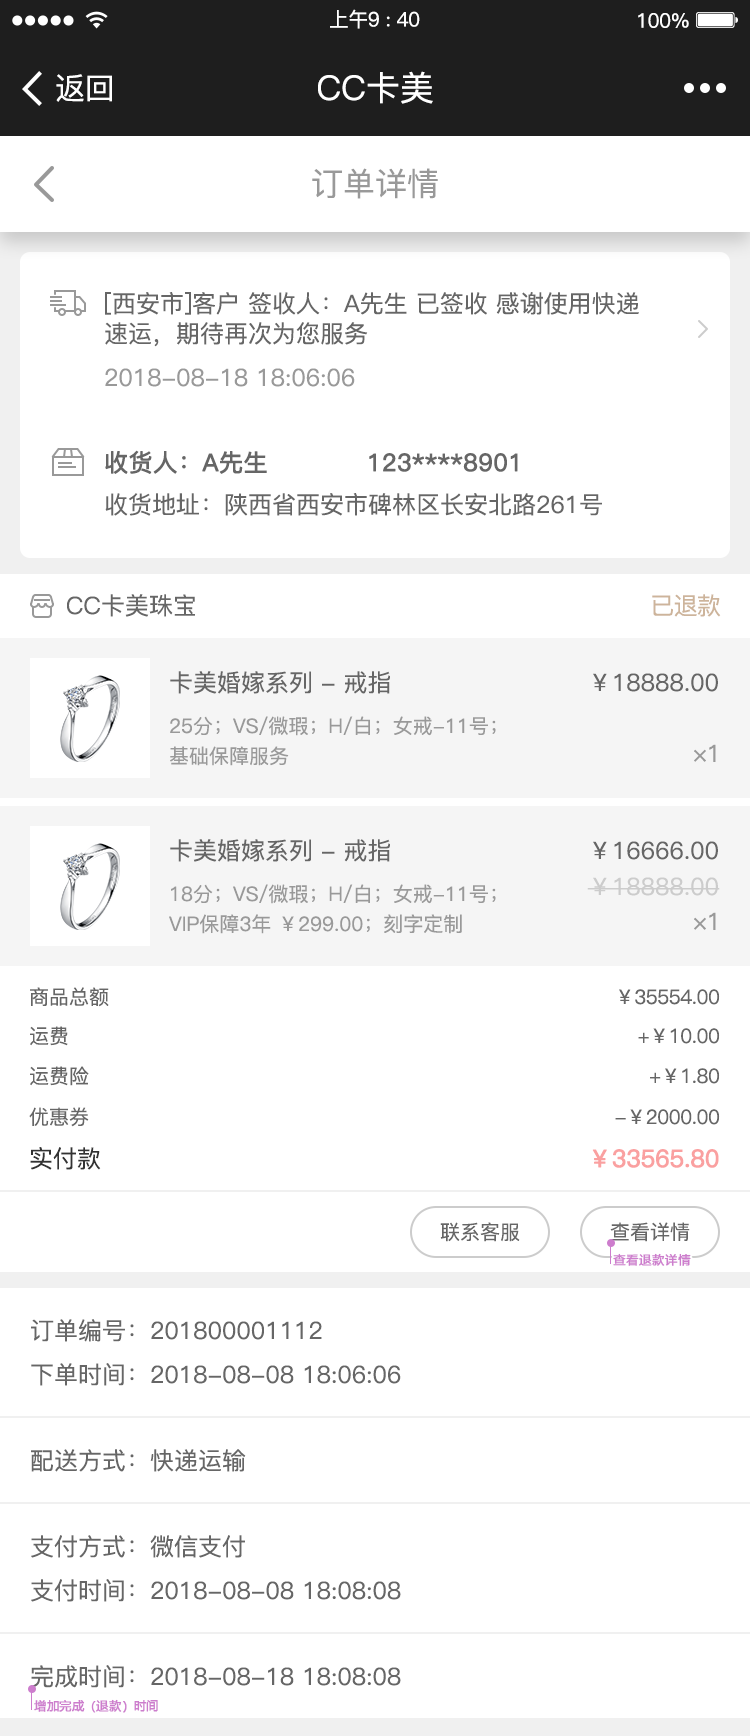 上午9 : 40
100%
返回
CC卡美
订单详情
[西安市]客户 签收人：A先生 已签收 感谢使用快递
速运，期待再次为您服务
2018-08-18 18:06:06
收货人：A先生 123****8901
收货地址：陕西省西安市碑林区长安北路261号
CC卡美珠宝 已退款
卡美婚嫁系列 - 戒指 ￥18888.00
25分；VS/微瑕；H/白；女戒-11号；
基础保障服务 ×1
卡美婚嫁系列 - 戒指 ￥16666.00
￥18888.00
18分；VS/微瑕；H/白；女戒-11号；
VIP保障3年 ￥299.00；刻字定制 ×1
商品总额 ￥35554.00
运费 +￥10.00
运费险 +￥1.80
优惠券 -￥2000.00
实付款 ￥33565.80
联系客服 查看详情
查看退款详情
订单编号：201800001112
下单时间：2018-08-08 18:06:06
配送方式：快递运输
支付方式：微信支付
支付时间：2018-08-08 18:08:08
完成时间：2018-08-18 18:08:08
增加完成（退款）时间